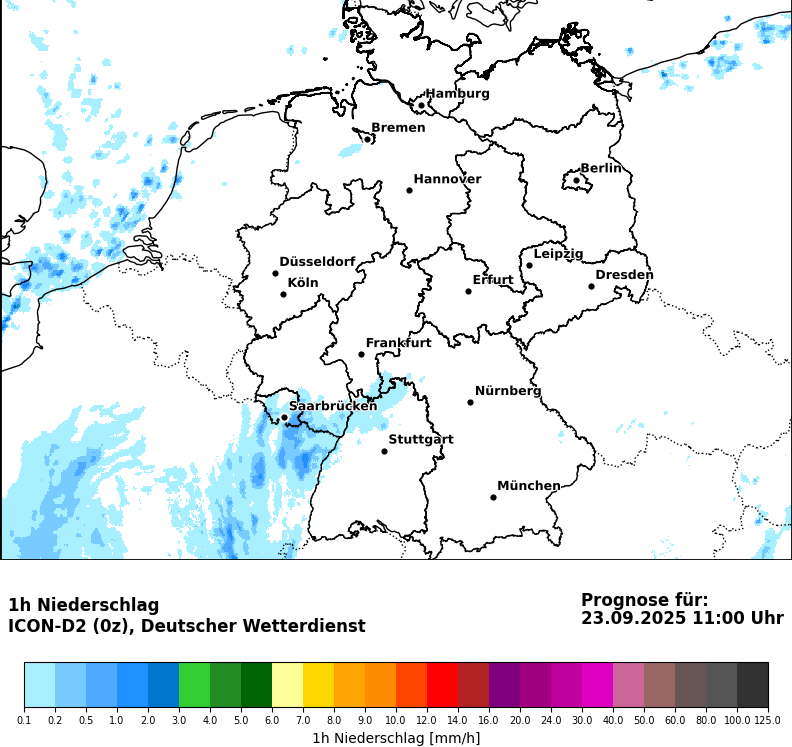 Hamburg
Bremen
Berlin
Hannover
Leipzig
Düsseldorf
Dresden
Köln
Erfurt
Frankfurt
Nürnberg
Saarbrücken
Stuttgart
München
1h Niederschlag
ICON-D2 (0z), Deutscher Wetterdienst
Prognose für:
23.09.2025 11:00 Uhr
0.1 0.2 0.5 1.0 2.0 3.0 4.0 5.0 6.0 7.0 8.0 9.0 10.0 12.0 14.0 16.0 20.0 24.0 30.0 40.0 50.0 60.0 80.0 100.0 125.0
1h Niederschlag [mm/h]